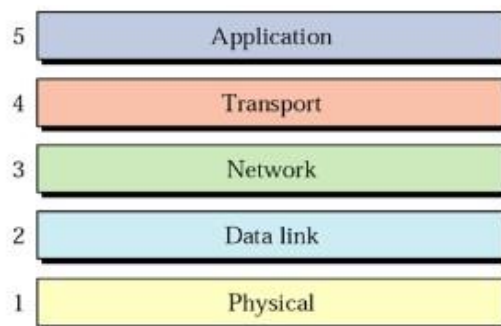 5 Application
4 Transport
3 Network
2 Data link
1 Physical